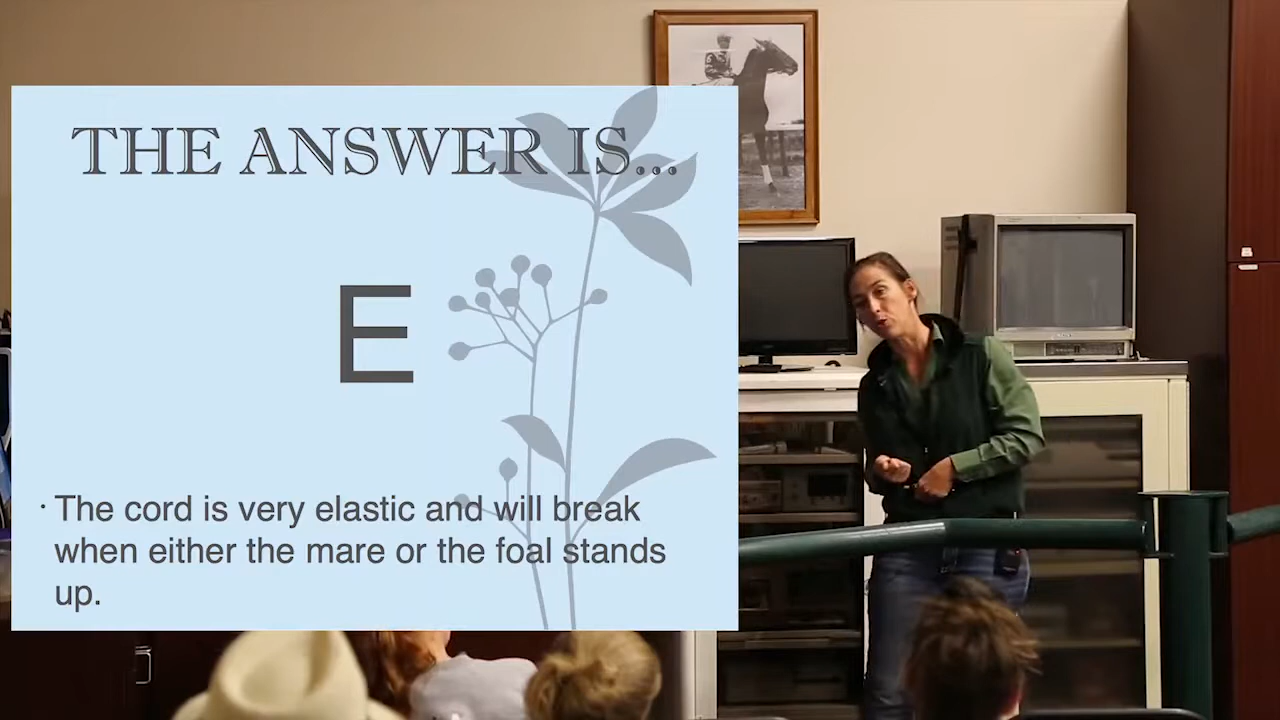 THE ANSWER IS...
E
· The cord is very elastic and will break
when either the mare or the foal stands
up.